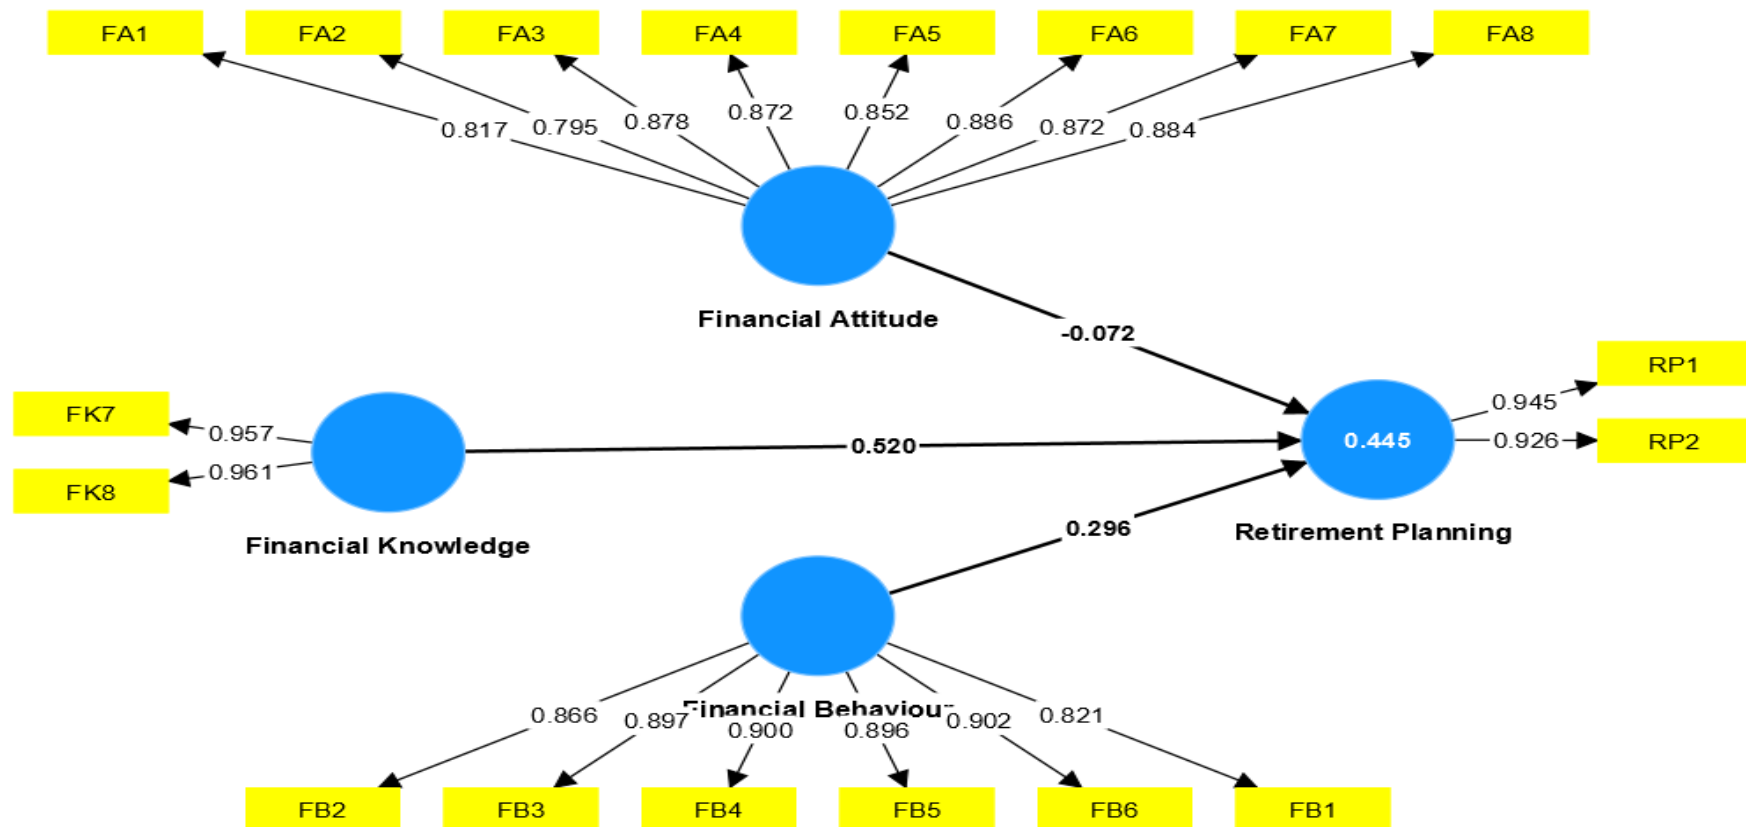 FA1 FA2 FA3 FA4 FA5 FA6 FA7 FA8
0.817 0.795 0.878 0.872 0.852 0.886 0.872 0.884
Financial Attitude
-0.072
RP1
0.945
FK7
0.957
0.520
0.445
0.926
RP2
0.961
FK8
Financial Knowledge
0.296
Retirement Planning
Financial Behaviour
0.866 0.897 0.900 0.896 0.902 0.821
FB2 FB3 FB4 FB5 FB6 FB1